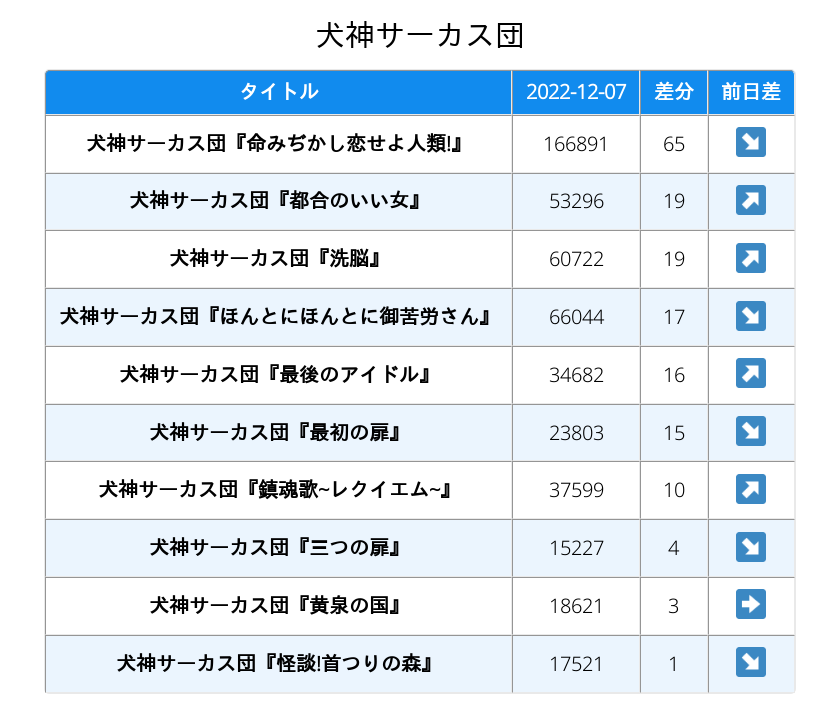 犬神サーカス団
タイトル 2022-12-07 差分 前日差
犬神サーカス団『命みぢかし恋せよ人類!』 166891 65 ↘
犬神サーカス団『都合のいい女』 53296 19 ↗
犬神サーカス団『洗脳』 60722 19 ↗
犬神サーカス団『ほんとにほんとに御苦労さん』 66044 17 ↘
犬神サーカス団『最後のアイドル』 34682 16 ↗
犬神サーカス団『最初の扉』 23803 15 ↘
犬神サーカス団『鎮魂歌~レクイエム~』 37599 10 ↗
犬神サーカス団『三つの扉』 15227 4 ↘
犬神サーカス団『黄泉の国』 18621 3 ➡
犬神サーカス団『怪談!首つりの森』 17521 1 ↘